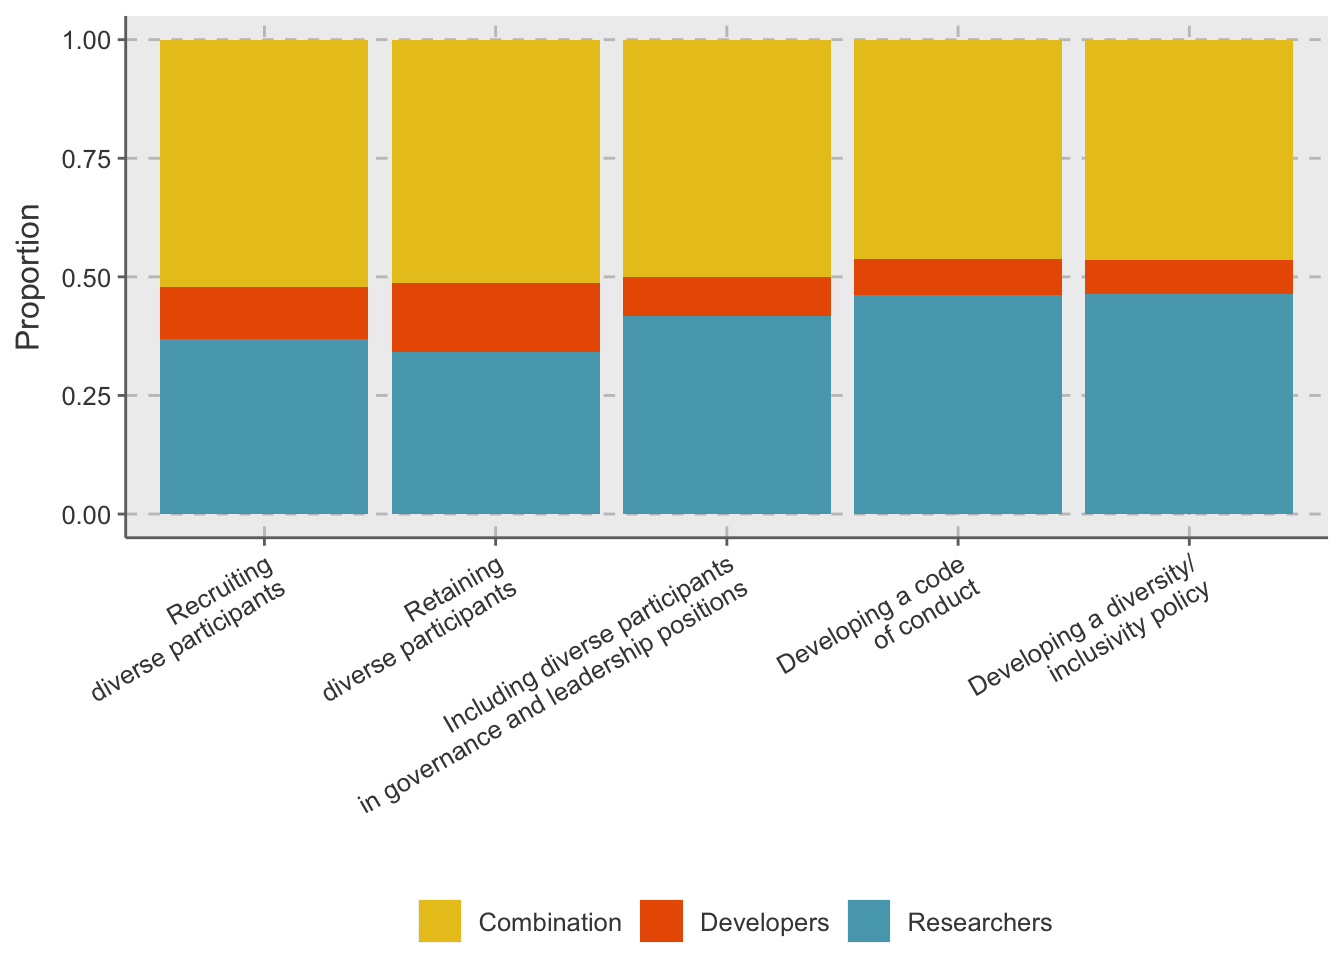 1.00
0.75
0.50
0.25
0.00
Proportion
Recruiting
diverse participants
Retaining
diverse participants
Including diverse participants
in governance and leadership positions
Developing a code
of conduct
Developing a diversity/
inclusivity policy
Combination
Developers
Researchers